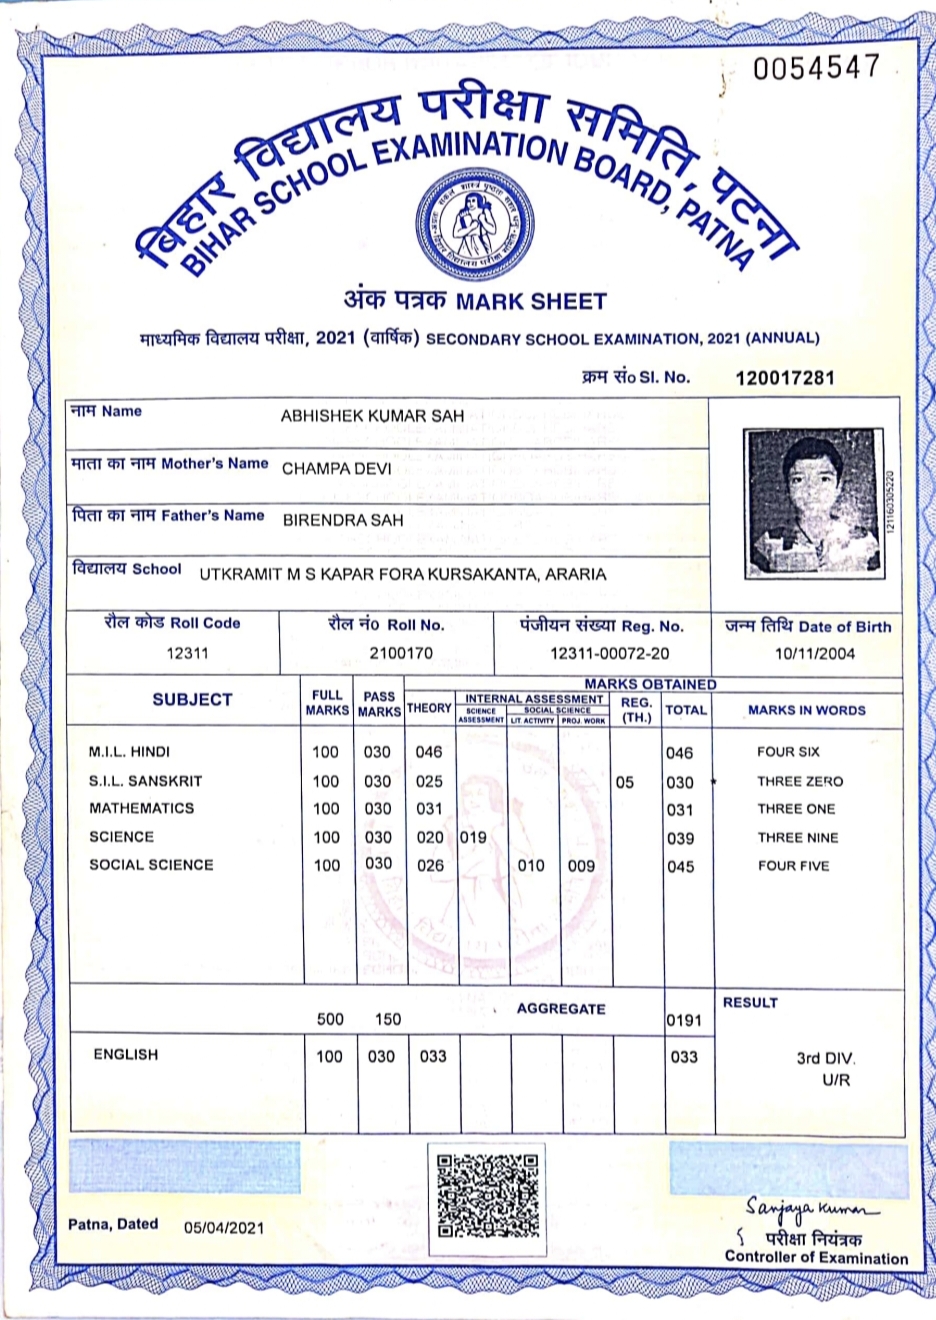 0054547
बिहार विद्यालय परीक्षा समिति, पटना
BIHAR SCHOOL EXAMINATION BOARD, PATNA
अंक पत्रक MARK SHEET
माध्यमिक विद्यालय परीक्षा, 2021 (वार्षिक) SECONDARY SCHOOL EXAMINATION, 2021 (ANNUAL)
क्रम सं० Sl. No. 120017281
नाम Name ABHISHEK KUMAR SAH
माता का नाम Mother's Name CHAMPA DEVI
पिता का नाम Father's Name BIRENDRA SAH
विद्यालय School UTKRAMIT M S KAPAR FORA KURSAKANTA, ARARIA
121160305220
रौल कोड Roll Code रौल नं० Roll No. पंजीयन संख्या Reg. No. जन्म तिथि Date of Birth
12311 2100170 12311-00072-20 10/11/2004
MARKS OBTAINED
SUBJECT FULL MARKS PASS MARKS THEORY INTERNAL ASSESSMENT REG. (TH.) TOTAL MARKS IN WORDS
SCIENCE ASSESSMENT SOCIAL SCIENCE LIT. ACTIVITY PROJ. WORK
M.I.L. HINDI 100 030 046 046 FOUR SIX
S.I.L. SANSKRIT 100 030 025 05 030 * THREE ZERO
MATHEMATICS 100 030 031 031 THREE ONE
SCIENCE 100 030 020 019 039 THREE NINE
SOCIAL SCIENCE 100 030 026 010 009 045 FOUR FIVE
500 150 AGGREGATE 0191 RESULT
ENGLISH 100 030 033 033 3rd DIV.
U/R
Patna, Dated 05/04/2021
Sanjaya Kumar
परीक्षा नियंत्रक
Controller of Examination